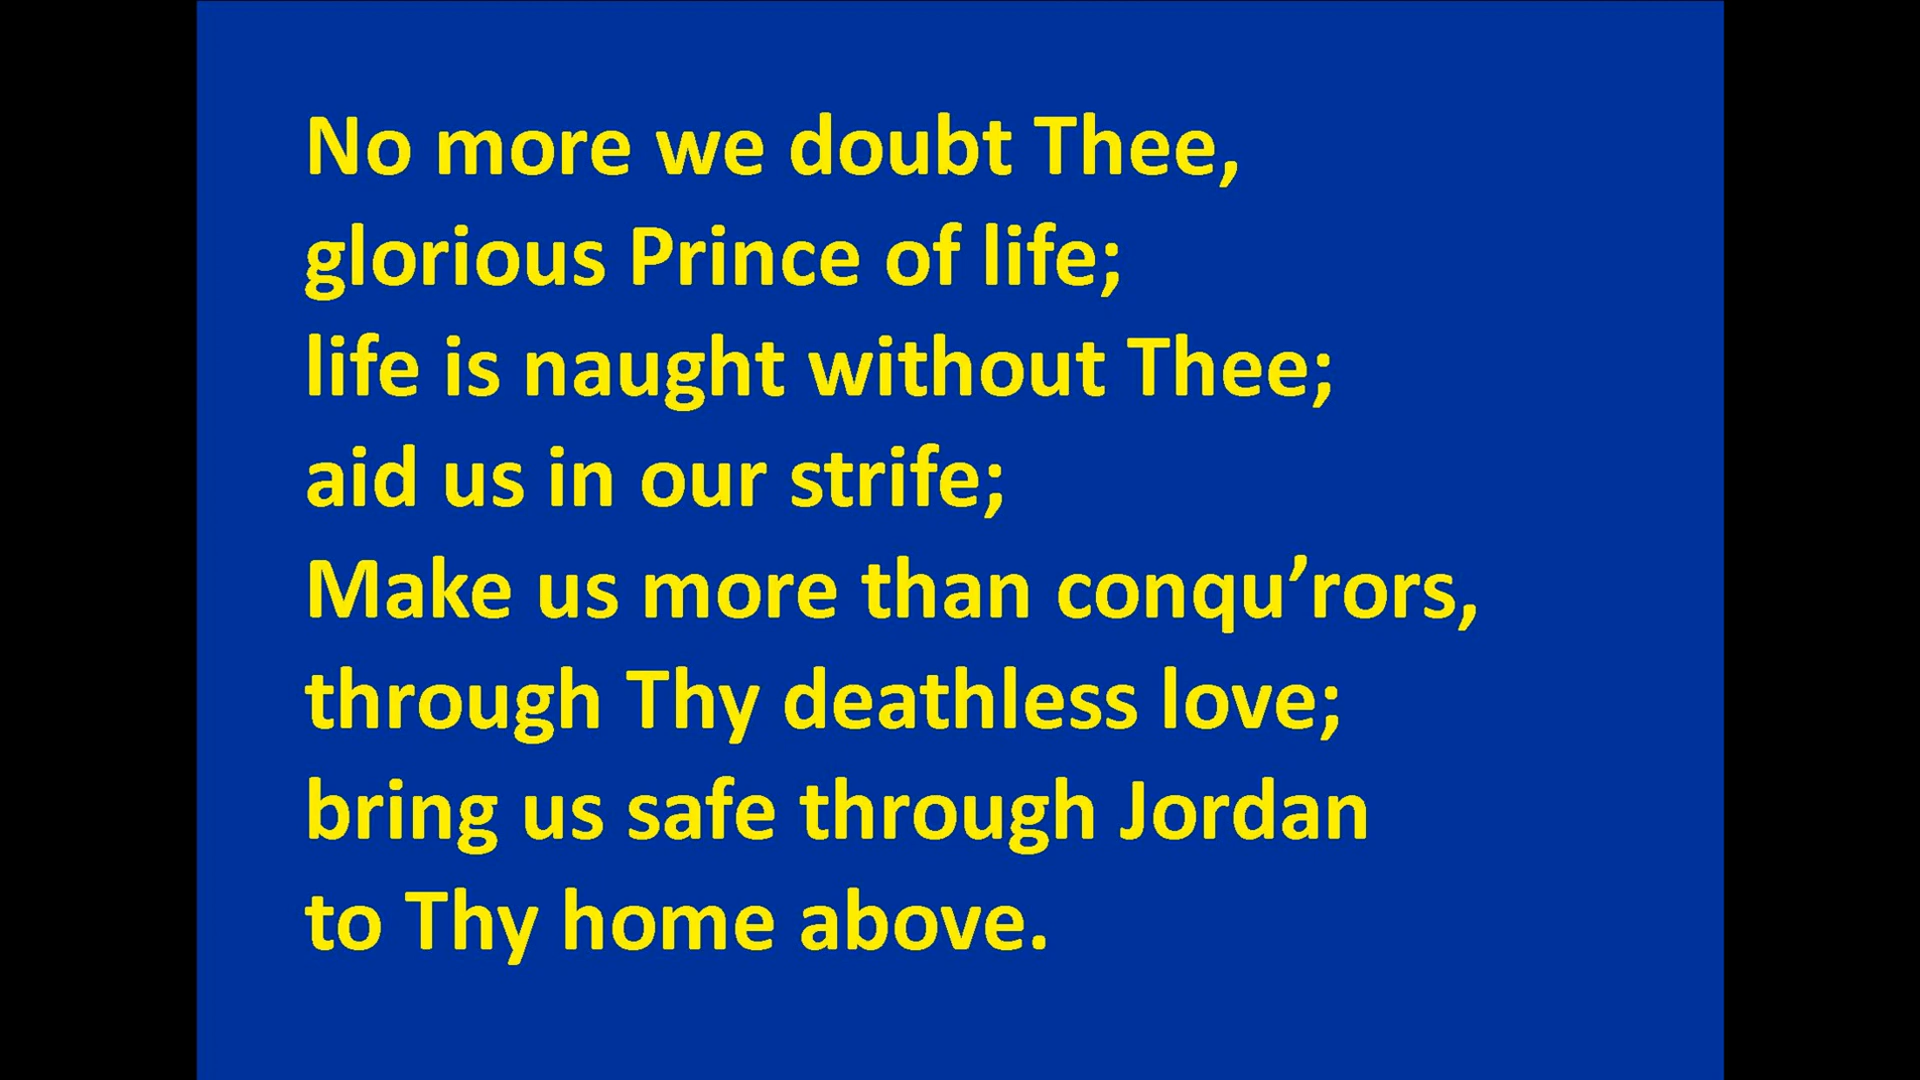 No more we doubt Thee,
glorious Prince of life;
life is naught without Thee;
aid us in our strife;
Make us more than conqu’rors,
through Thy deathless love;
bring us safe through Jordan
to Thy home above.